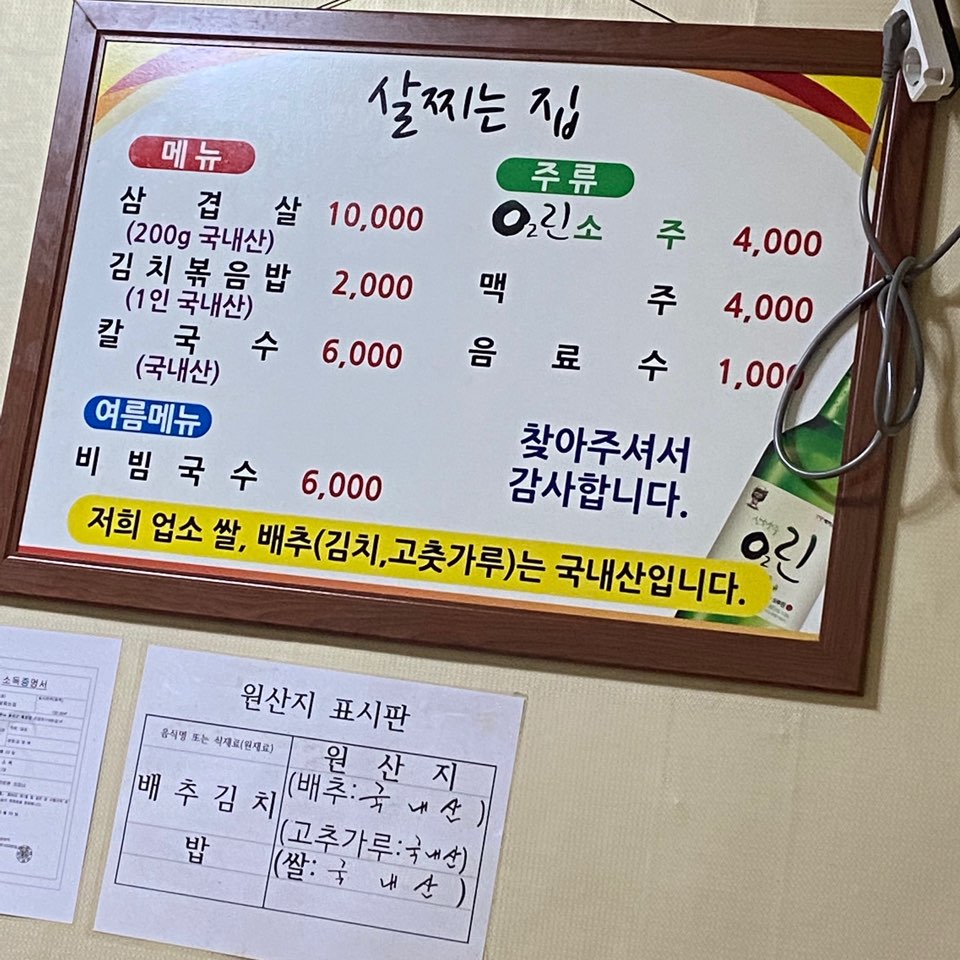 살찌는 집
메뉴
삼겹살 10,000
(200g 국내산)
김치볶음밥 2,000
(1인 국내산)
칼국수 6,000
(국내산)
여름메뉴
비빔국수 6,000
주류
O2린소주 4,000
맥주 4,000
음료수 1,000
찾아주셔서
감사합니다.
O2린
저희 업소 쌀, 배추(김치,고춧가루)는 국내산입니다.
소독증명서
원산지 표시판
음식명 또는 식재료(원재료)
원산지
배추김치
(배추:국내산)
(고추가루:국내산)
밥
(쌀:국내산)